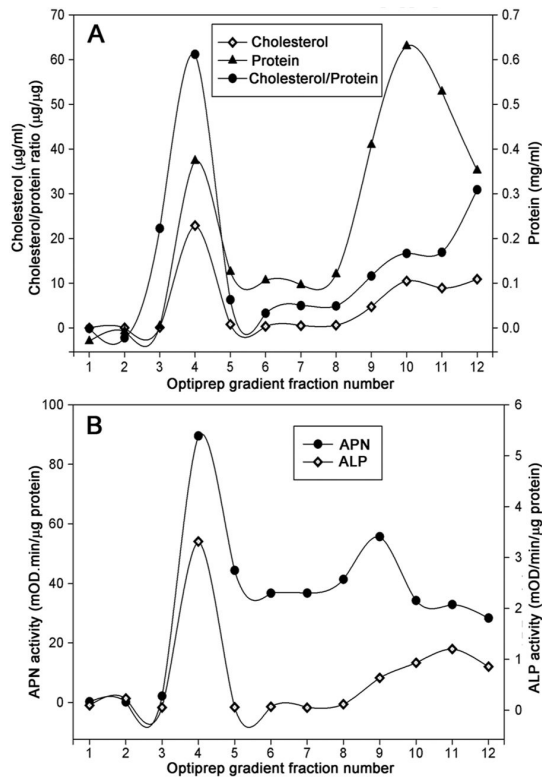 A
Cholesterol
Protein
Cholesterol/Protein
Cholesterol (µg/ml)
Cholesterol/protein ratio (µg/µg)
70
60
50
40
30
20
10
0
0.7
0.6
0.5
0.4
0.3
0.2
0.1
0.0
Protein (mg/ml)
1 2 3 4 5 6 7 8 9 10 11 12
Optiprep gradient fraction number
B
APN
ALP
APN activity (mOD.min/µg protein)
100
80
60
40
20
0
6
5
4
3
2
1
0
ALP activity (mOD/min/µg protein)
1 2 3 4 5 6 7 8 9 10 11 12
Optiprep gradient fraction number